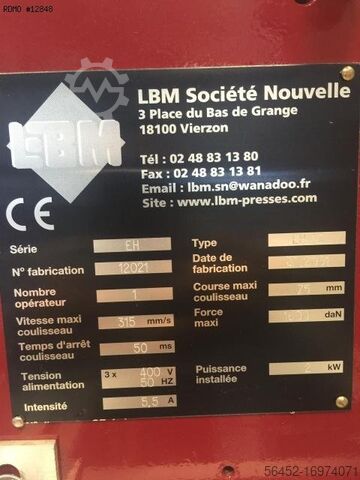 RDMO #12848
LBM Société Nouvelle
3 Place du Bas de Grange
18100 Vierzon
LBM
Tél : 02 48 83 13 80
Fax : 02 48 83 13 81
Email : lbm.sn@wanadoo.fr
Site : www.lbm-presses.com
CE
Série EH Type
N° fabrication 12021 Date de fabrication
Nombre opérateur 1 Course maxi coulisseau 75 mm
Vitesse maxi coulisseau 315 mm/s Force maxi daN
Temps d'arrêt coulisseau 50 ms
Tension alimentation 3 x 400 V 50 HZ Puissance installée 2 kW
Intensité 5,5 A
56452-16974071